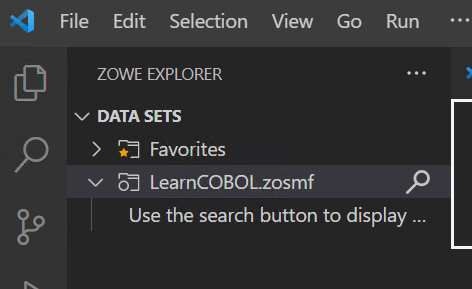 File Edit Selection View Go Run ...
ZOWE EXPLORER ...
DATA SETS
Favorites
LearnCOBOL.zosmf
Use the search button to display ...